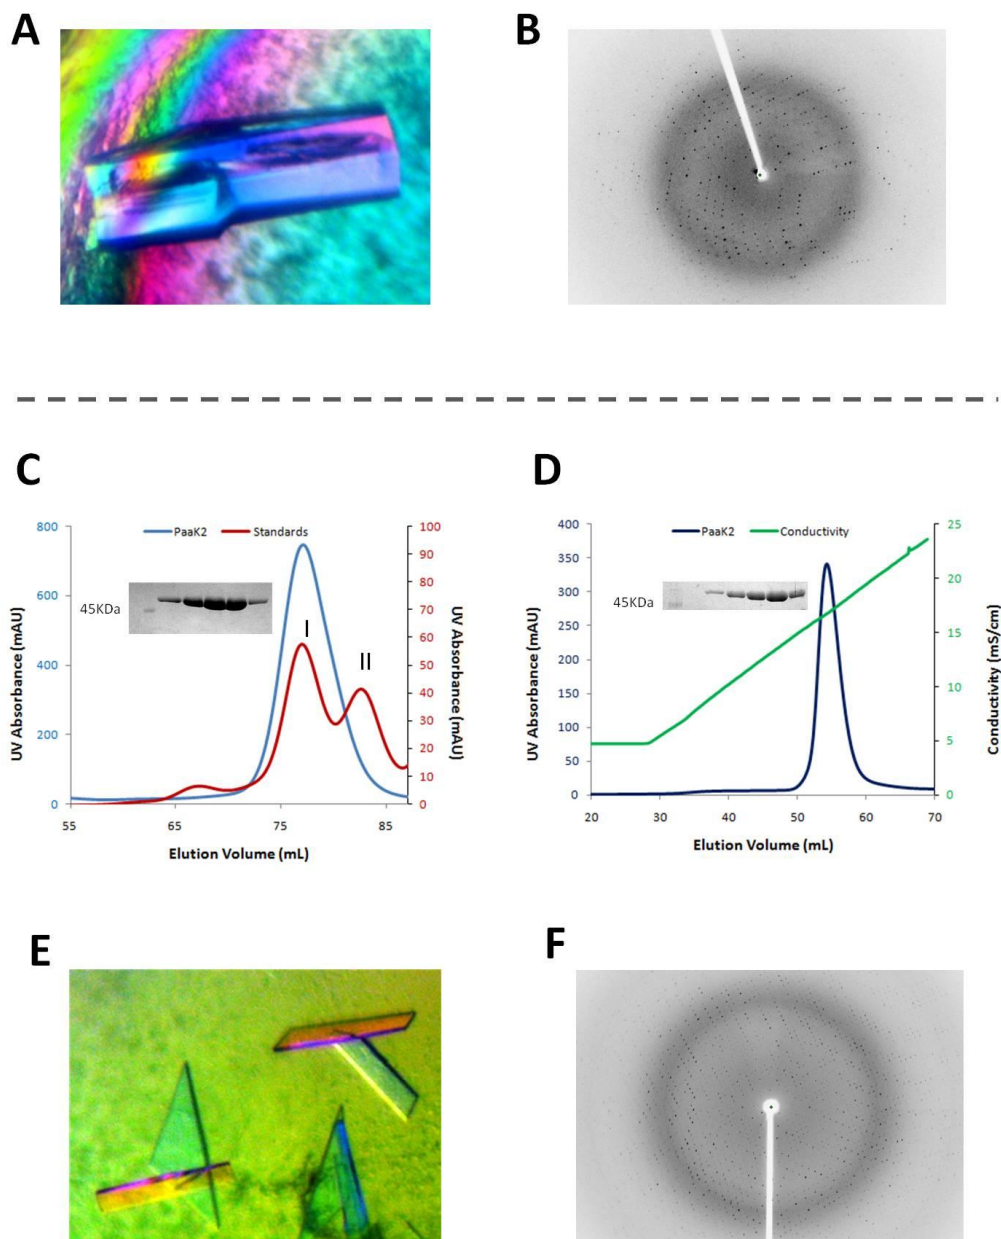 A
B
C
D
800
600
400
200
0
UV Absorbance (mAU)
PaaK2
Standards
45KDa
I
II
100
90
80
70
60
50
40
30
20
10
0
UV Absorbance (mAU)
55
65
75
85
Elution Volume (mL)
400
350
300
250
200
150
100
50
0
UV Absorbance (mAU)
PaaK2
Conductivity
45KDa
25
20
15
10
5
0
Conductivity (mS/cm)
20
30
40
50
60
70
Elution Volume (mL)
E
F